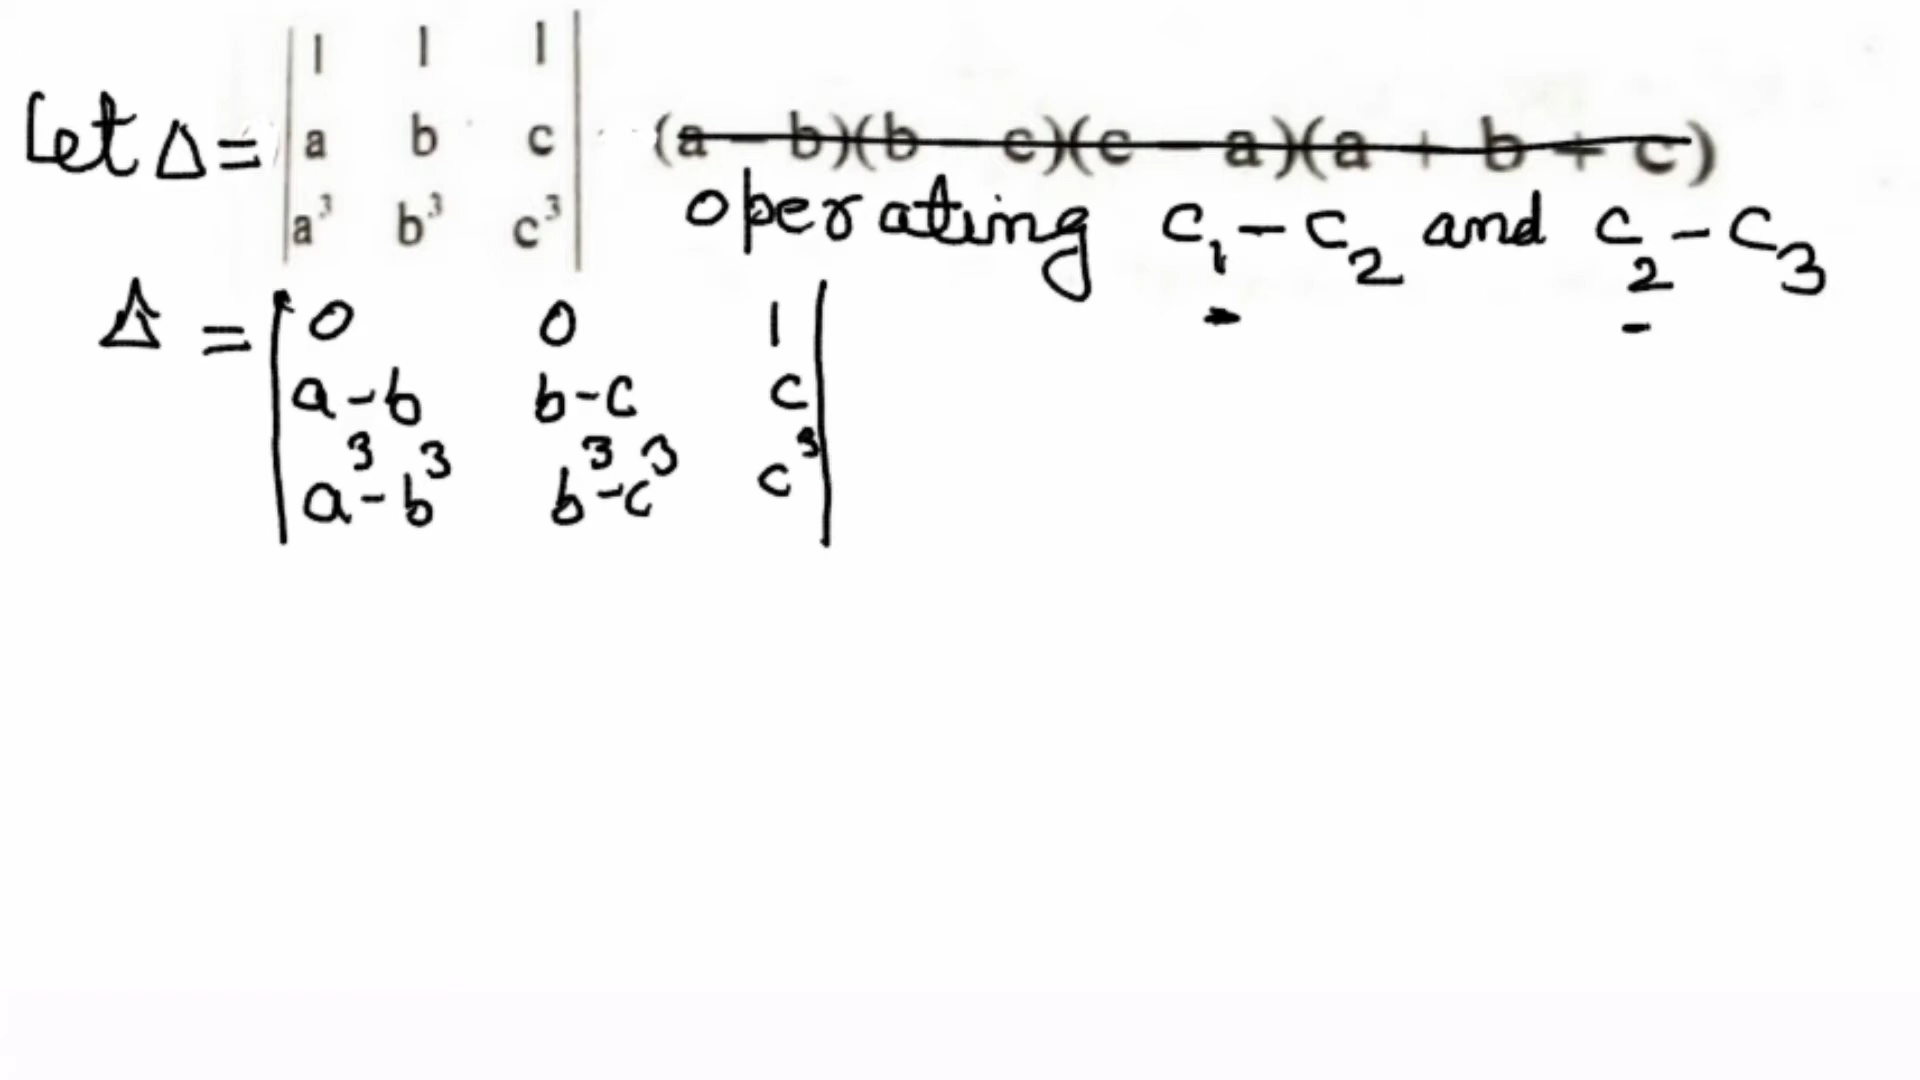 1 1 1
Let Δ = a b c (a - b)(b - c)(c - a)(a + b + c)
a³ b³ c³ operating C₁ - C₂ and C₂ - C₃
Δ = 0 0 1
a-b b-c c
a³-b³ b³-c³ c³